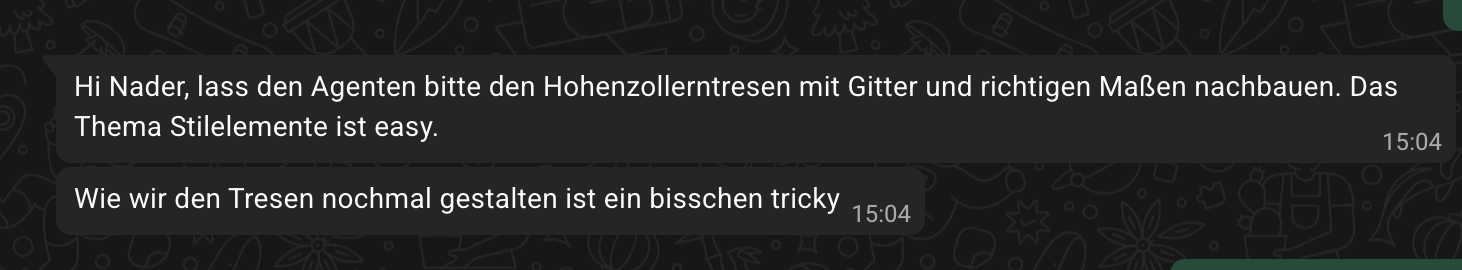 Hi Nader, lass den Agenten bitte den Hohenzollerntresen mit Gitter und richtigen Maßen nachbauen. Das
Thema Stilelemente ist easy.
15:04
Wie wir den Tresen nochmal gestalten ist ein bisschen tricky 15:04